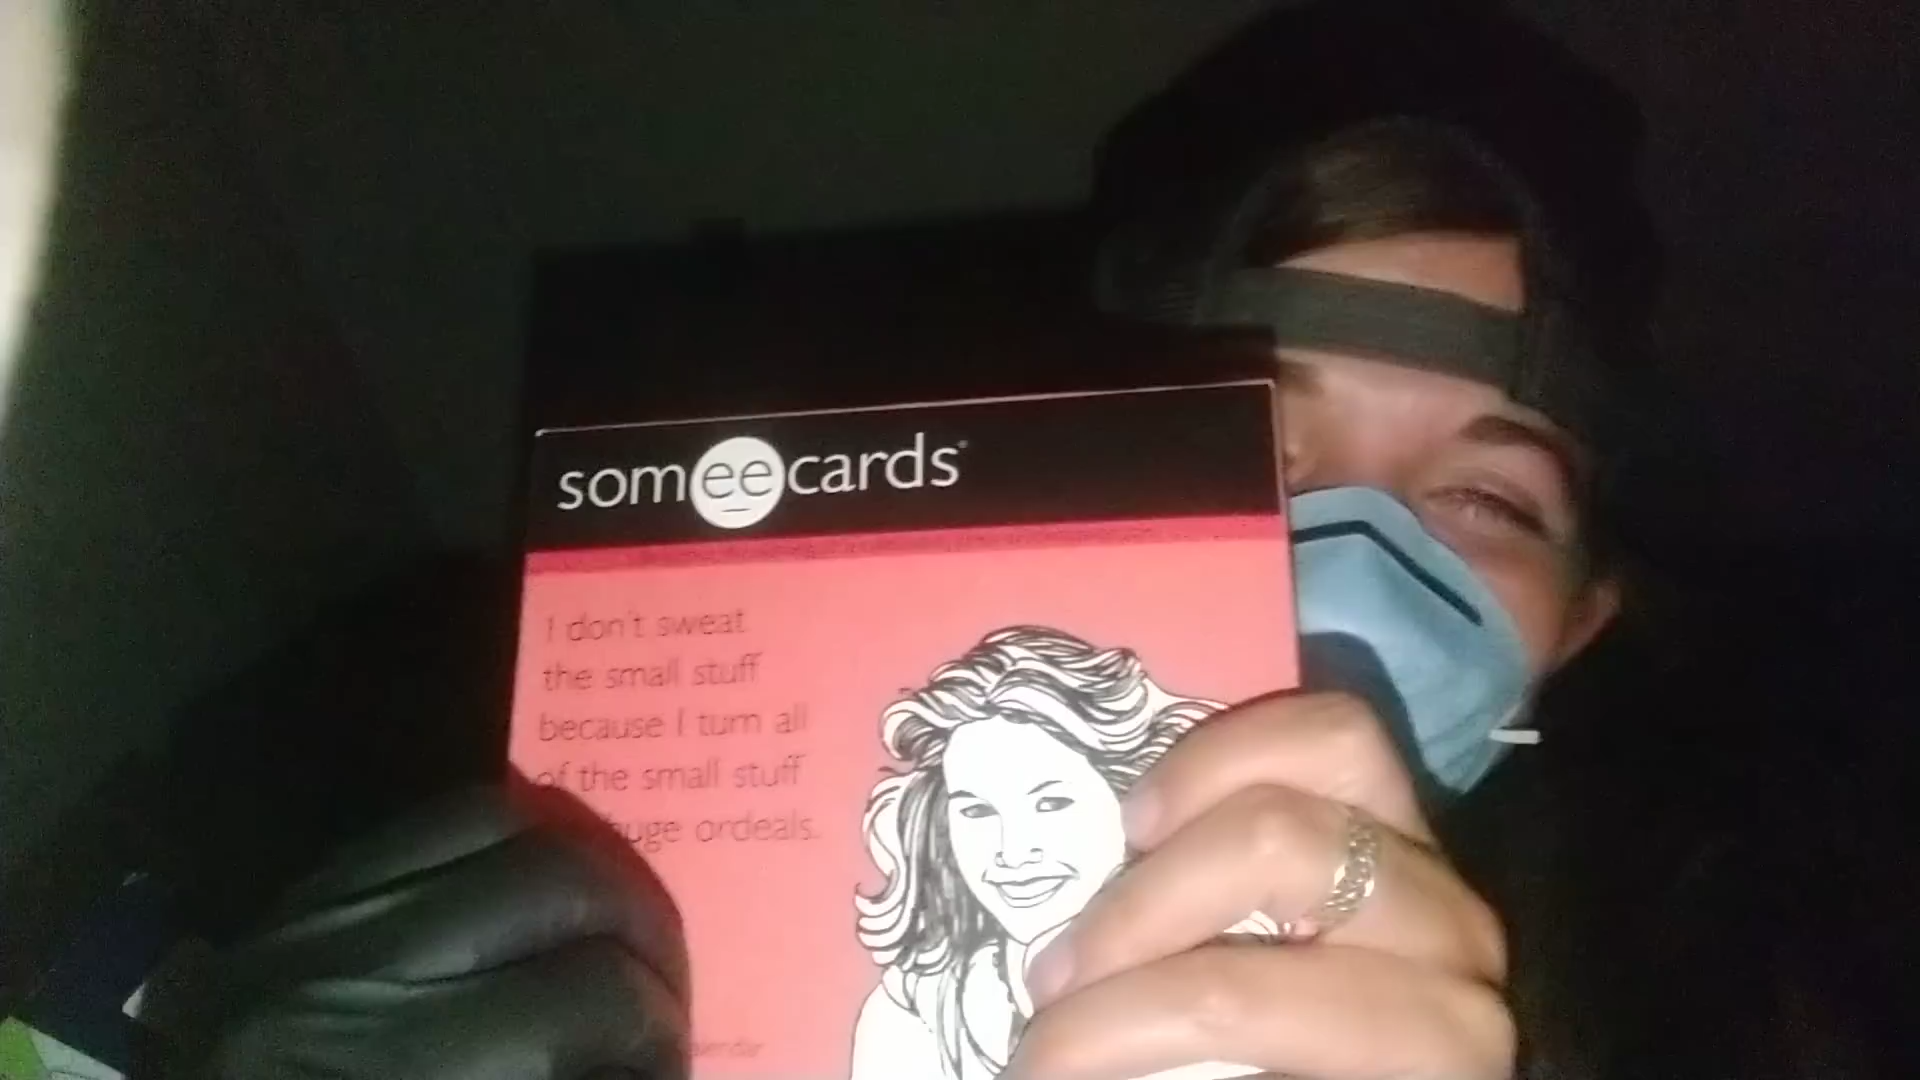 someecards®
I don't sweat
the small stuff
because I turn all
of the small stuff
huge ordeals.